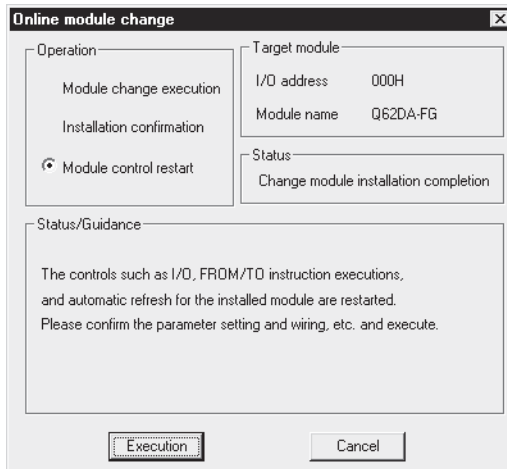 Online module change
Operation
Module change execution
Installation confirmation
Module control restart
Target module
I/O address 000H
Module name Q62DA-FG
Status
Change module installation completion
Status/Guidance
The controls such as I/O, FROM/TO instruction executions,
and automatic refresh for the installed module are restarted.
Please confirm the parameter setting and wiring, etc. and execute.
Execution
Cancel